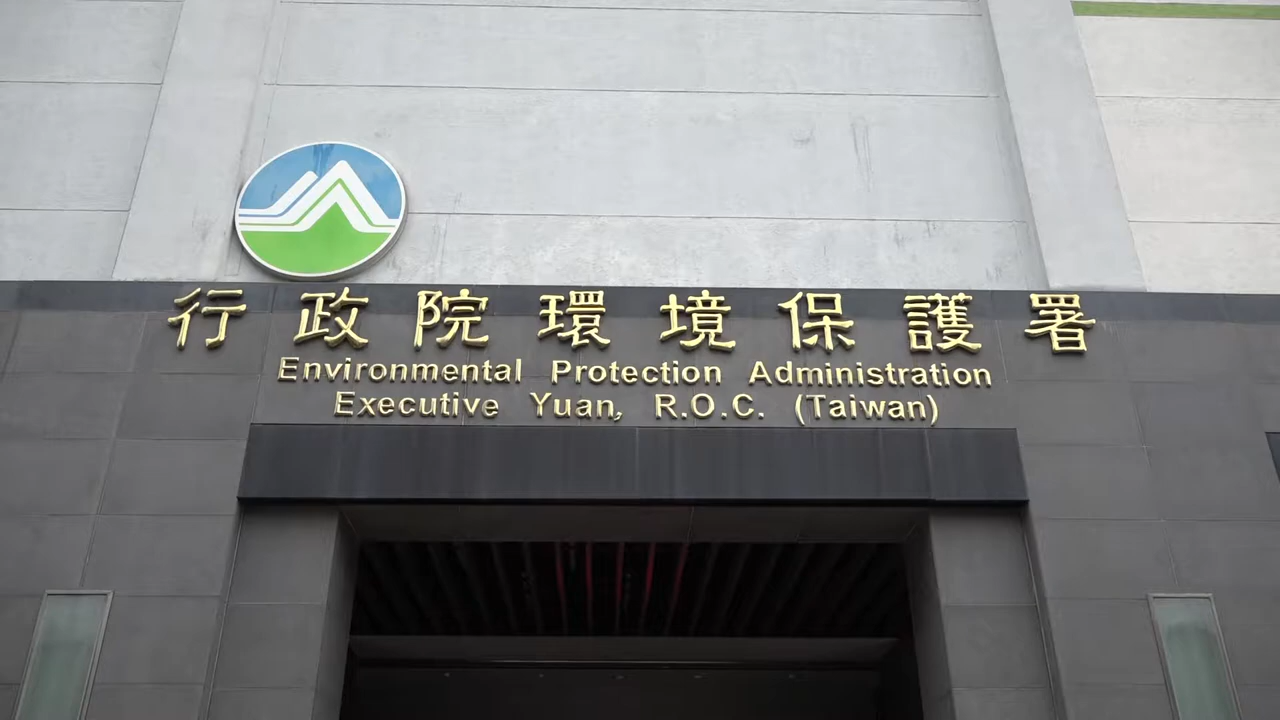 行政院環境保護署
Environmental Protection Administration
Executive Yuan, R.O.C. (Taiwan)